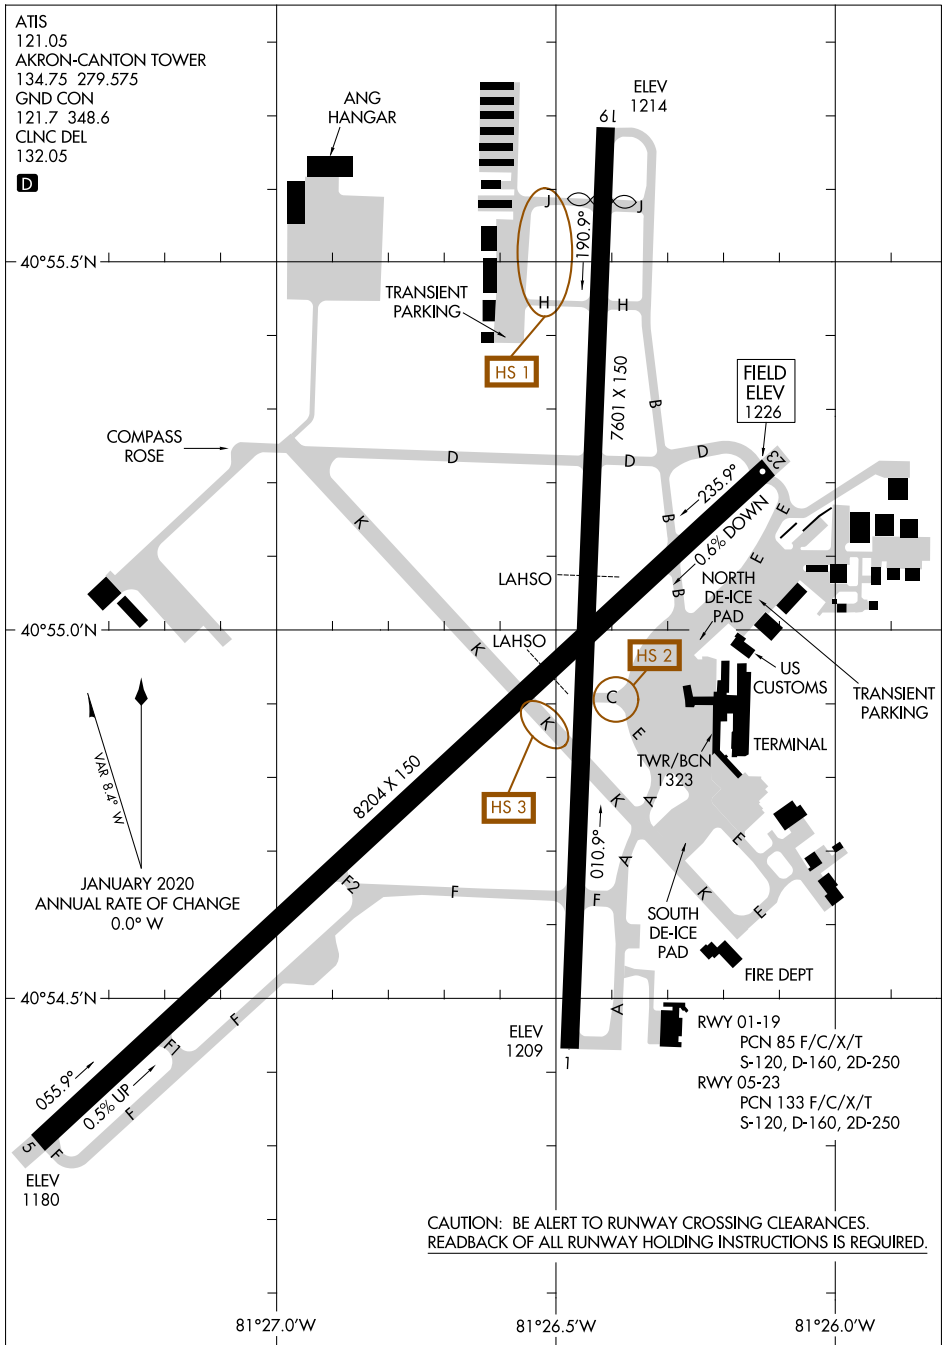 ATIS
121.05
AKRON-CANTON TOWER
134.75 279.575
GND CON
121.7 348.6
CLNC DEL
132.05
D
ANG
HANGAR
ELEV
1214
19
J
J
190.9°
40°55.5'N
TRANSIENT
PARKING
H
H
HS 1
7601 X 150
FIELD
ELEV
1226
B
COMPASS
ROSE
D
D
D
23
235.9°
0.6% DOWN
K
B
E
E
LAHSO
NORTH
DE-ICE
PAD
B
40°55.0'N
LAHSO
K
HS 2
US
CUSTOMS
TRANSIENT
PARKING
C
K
E
TWR/BCN
1323
TERMINAL
VAR 8.4° W
8204 X 150
HS 3
K
A
E
010.9°
A
JANUARY 2020
ANNUAL RATE OF CHANGE
0.0° W
F2
F
F
K
E
SOUTH
DE-ICE
PAD
FIRE DEPT
40°54.5'N
F
A
ELEV
1209
1
RWY 01-19
PCN 85 F/C/X/T
S-120, D-160, 2D-250
RWY 05-23
PCN 133 F/C/X/T
S-120, D-160, 2D-250
F1
055.9°
0.5% UP
F
5
F
ELEV
1180
CAUTION: BE ALERT TO RUNWAY CROSSING CLEARANCES.
READBACK OF ALL RUNWAY HOLDING INSTRUCTIONS IS REQUIRED.
81°27.0'W
81°26.5'W
81°26.0'W